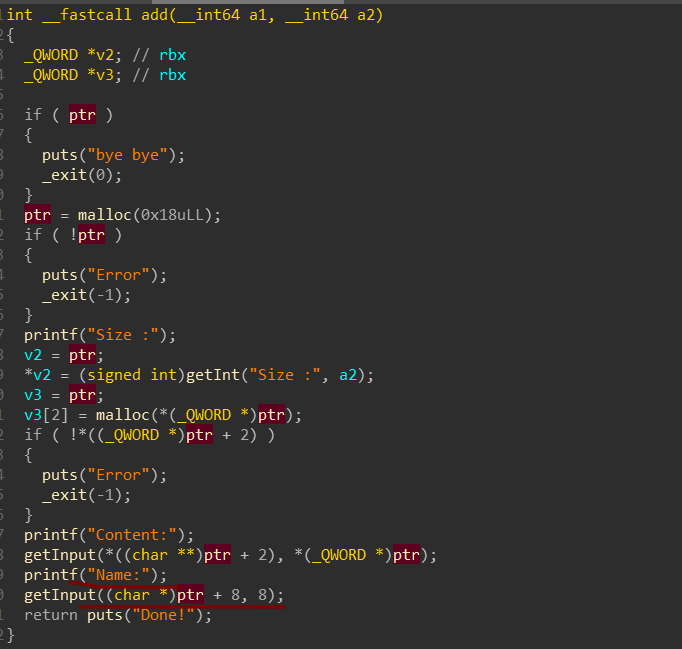 int __fastcall add(__int64 a1, __int64 a2)
{
  _QWORD *v2; // rbx
  _QWORD *v3; // rbx

  if ( ptr )
  {
    puts("bye bye");
    _exit(0);
  }
  ptr = malloc(0x18uLL);
  if ( !ptr )
  {
    puts("Error");
    _exit(-1);
  }
  printf("Size :");
  v2 = ptr;
  *v2 = (signed int)getInt("Size :", a2);
  v3 = ptr;
  v3[2] = malloc(*(_QWORD *)ptr);
  if ( !*((_QWORD *)ptr + 2) )
  {
    puts("Error");
    _exit(-1);
  }
  printf("Content:");
  getInput(*((char **)ptr + 2), *(_QWORD *)ptr);
  printf("Name:");
  getInput((char *)ptr + 8, 8);
  return puts("Done!");
}